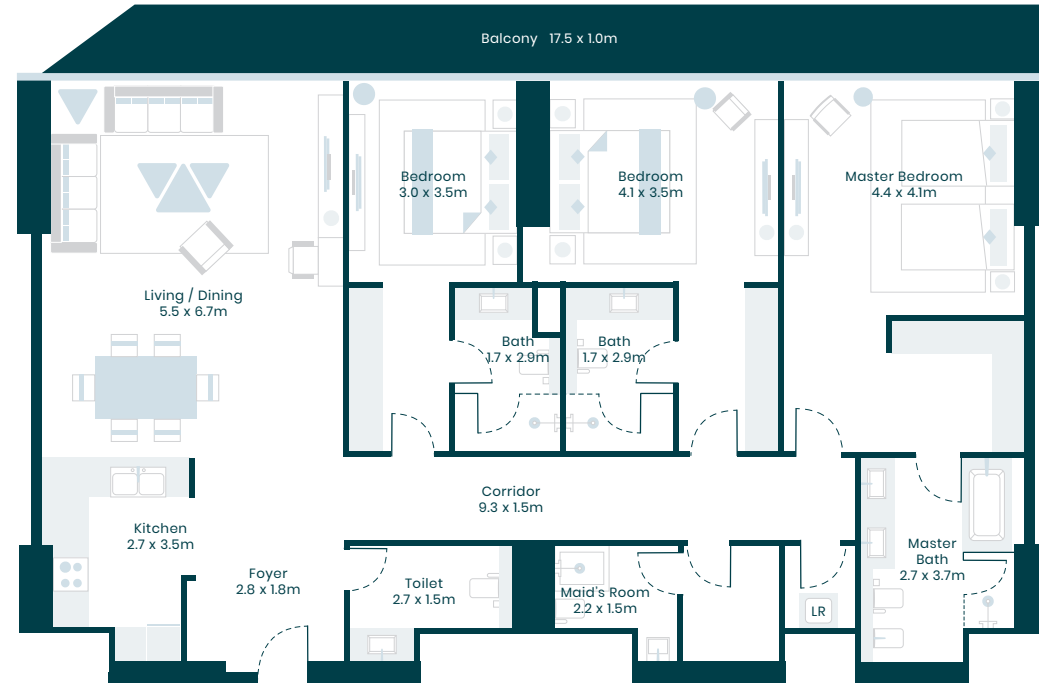 Balcony 17.5 x 1.0m
Bedroom
3.0 x 3.5m
Bedroom
4.1 x 3.5m
Master Bedroom
4.4 x 4.1m
Living / Dining
5.5 x 6.7m
Bath
1.7 x 2.9m
Bath
1.7 x 2.9m
Corridor
9.3 x 1.5m
Kitchen
2.7 x 3.5m
Foyer
2.8 x 1.8m
Toilet
2.7 x 1.5m
Maid's Room
2.2 x 1.5m
LR
Master
Bath
2.7 x 3.7m